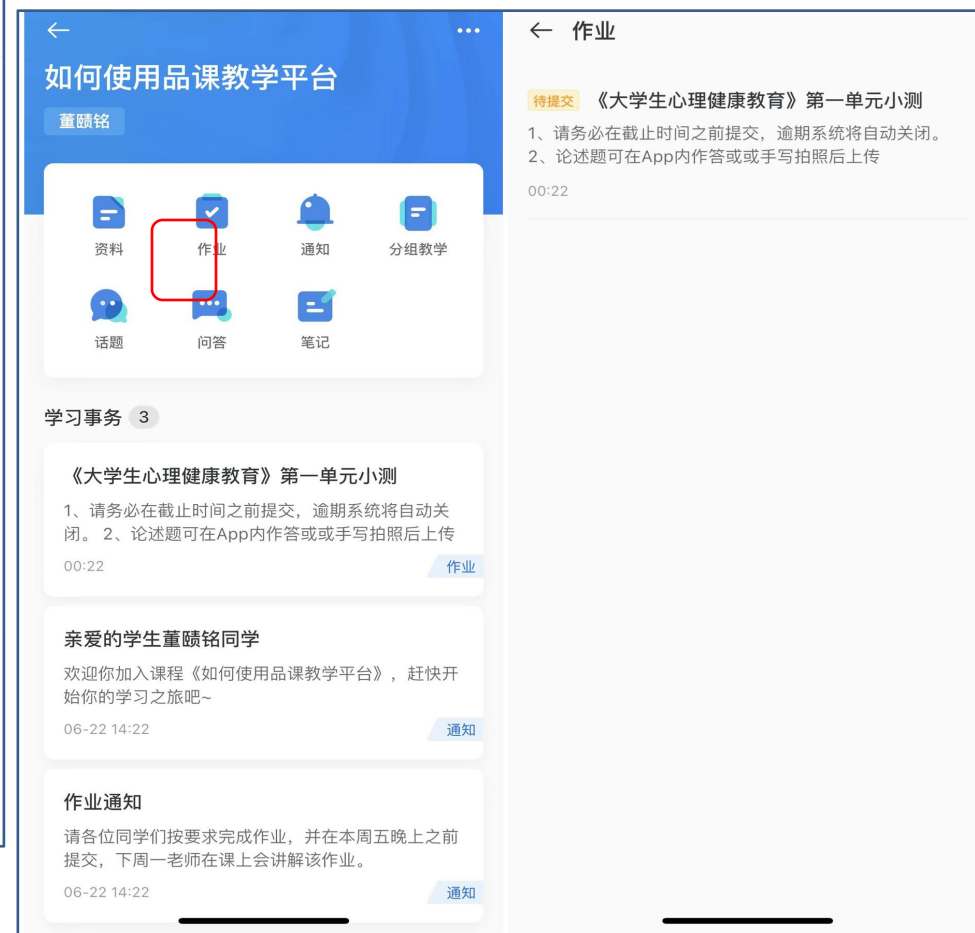 如何使用品课教学平台
董赜铭
资料 作业 通知 分组教学
话题 问答 笔记
学习事务 3
《大学生心理健康教育》第一单元小测
1、请务必在截止时间之前提交，逾期系统将自动关
闭。 2、论述题可在App内作答或或手写拍照后上传
00:22
作业
亲爱的学生董赜铭同学
欢迎你加入课程《如何使用品课教学平台》，赶快开
始你的学习之旅吧~
06-22 14:22
通知
作业通知
请各位同学们按要求完成作业，并在本周五晚上之前
提交，下周一老师在课上会讲解该作业。
06-22 14:22
通知
作业
待提交 《大学生心理健康教育》第一单元小测
1、请务必在截止时间之前提交，逾期系统将自动关闭。
2、论述题可在App内作答或或手写拍照后上传
00:22